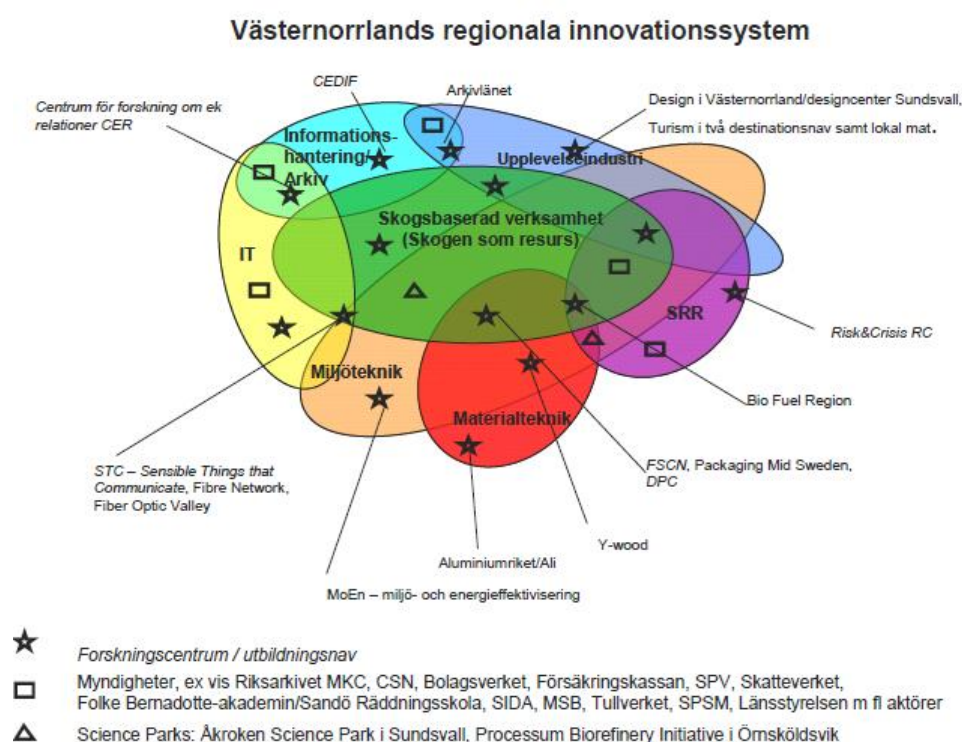 Västernorrlands regionala innovationssystem
CEDIF
Arkivlänet
Centrum för forskning om ek
relationer CER
Design i Västernorrland/designcenter Sundsvall,
Turism i två destinationsnav samt lokal mat.
Informations-
hantering/
Arkiv
Upplevelseindustri
Skogsbaserad verksamhet
(Skogen som resurs)
IT
SRR
Risk&Crisis RC
Miljöteknik
Materialteknik
Bio Fuel Region
STC – Sensible Things that
Communicate, Fibre Network,
Fiber Optic Valley
FSCN, Packaging Mid Sweden,
DPC
Y-wood
Aluminiumriket/Ali
MoEn – miljö- och energieffektivisering
Forskningscentrum / utbildningsnav
Myndigheter, ex vis Riksarkivet MKC, CSN, Bolagsverket, Försäkringskassan, SPV, Skatteverket,
Folke Bernadotte-akademin/Sandö Räddningsskola, SIDA, MSB, Tullverket, SPSM, Länsstyrelsen m fl aktörer
Science Parks: Åkroken Science Park i Sundsvall, Processum Biorefinery Initiative i Örnsköldsvik